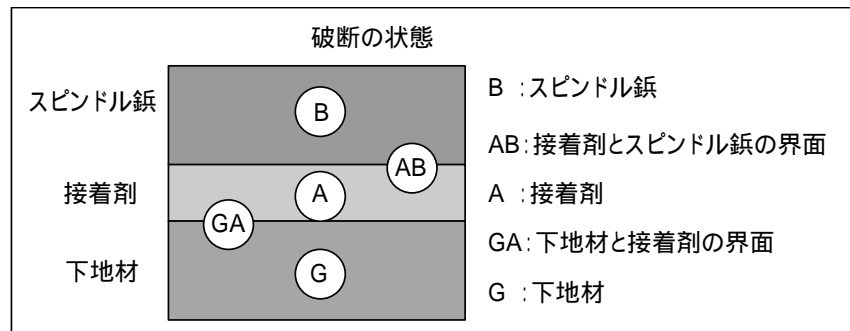 破断の状態
スピンドル鋲
接着剤
下地材
B
AB
A
GA
G
B :スピンドル鋲
AB:接着剤とスピンドル鋲の界面
A :接着剤
GA:下地材と接着剤の界面
G :下地材